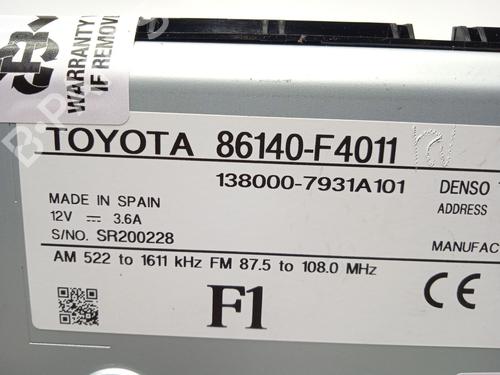 WARRANTY
IF REMOVE
TOYOTA 86140-F4011
138000-7931A101 DENSO
ADDRESS
MADE IN SPAIN
12V ⎓ 3.6A
S/NO. SR200228
MANUFAC
AM 522 to 1611 kHz FM 87.5 to 108.0 MHz
F1
CE